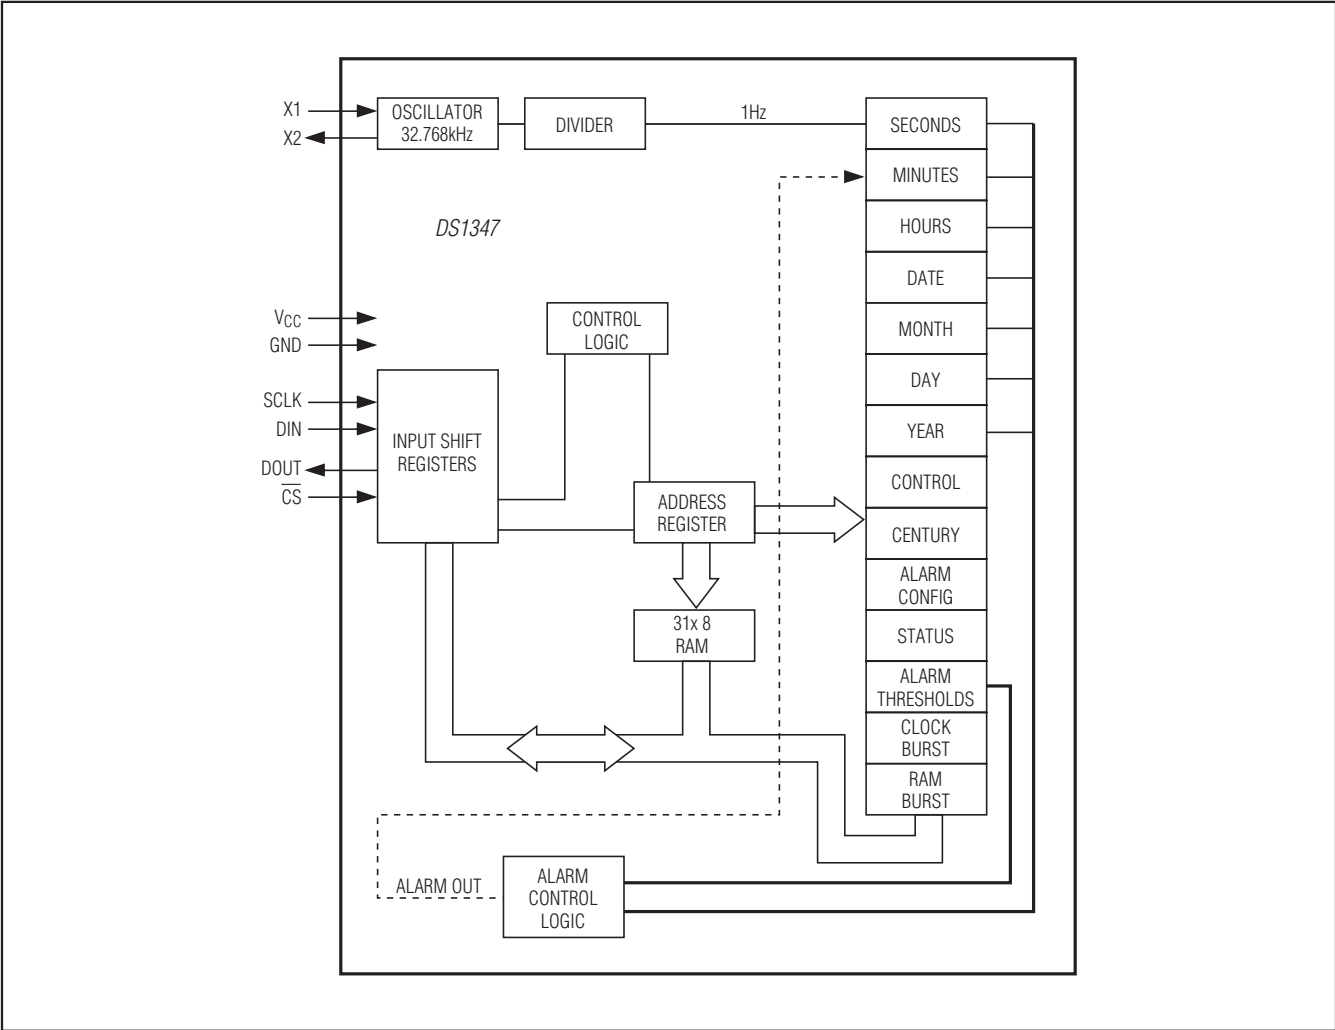 X1
X2
OSCILLATOR
32.768kHz
DIVIDER
1Hz
DS1347
VCC
GND
SCLK
DIN
DOUT
C̅S̅
INPUT SHIFT
REGISTERS
CONTROL
LOGIC
ADDRESS
REGISTER
31x 8
RAM
SECONDS
MINUTES
HOURS
DATE
MONTH
DAY
YEAR
CONTROL
CENTURY
ALARM
CONFIG
STATUS
ALARM
THRESHOLDS
CLOCK
BURST
RAM
BURST
ALARM OUT
ALARM
CONTROL
LOGIC